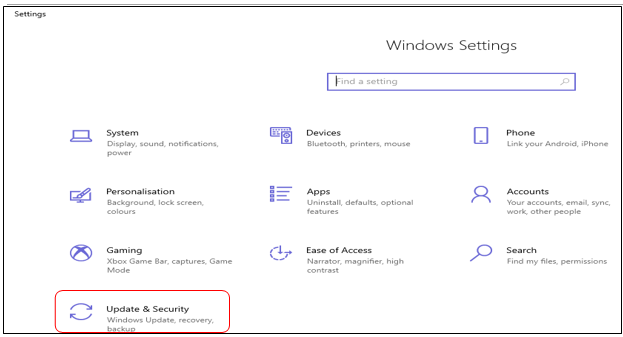 Settings
Windows Settings
Find a setting
System
Display, sound, notifications,
power
Devices
Bluetooth, printers, mouse
Phone
Link your Android, iPhone
Personalisation
Background, lock screen,
colours
Apps
Uninstall, defaults, optional
features
Accounts
Your accounts, email, sync,
work, other people
Gaming
Xbox Game Bar, captures, Game
Mode
Ease of Access
Narrator, magnifier, high
contrast
Search
Find my files, permissions
Update & Security
Windows Update, recovery,
backup